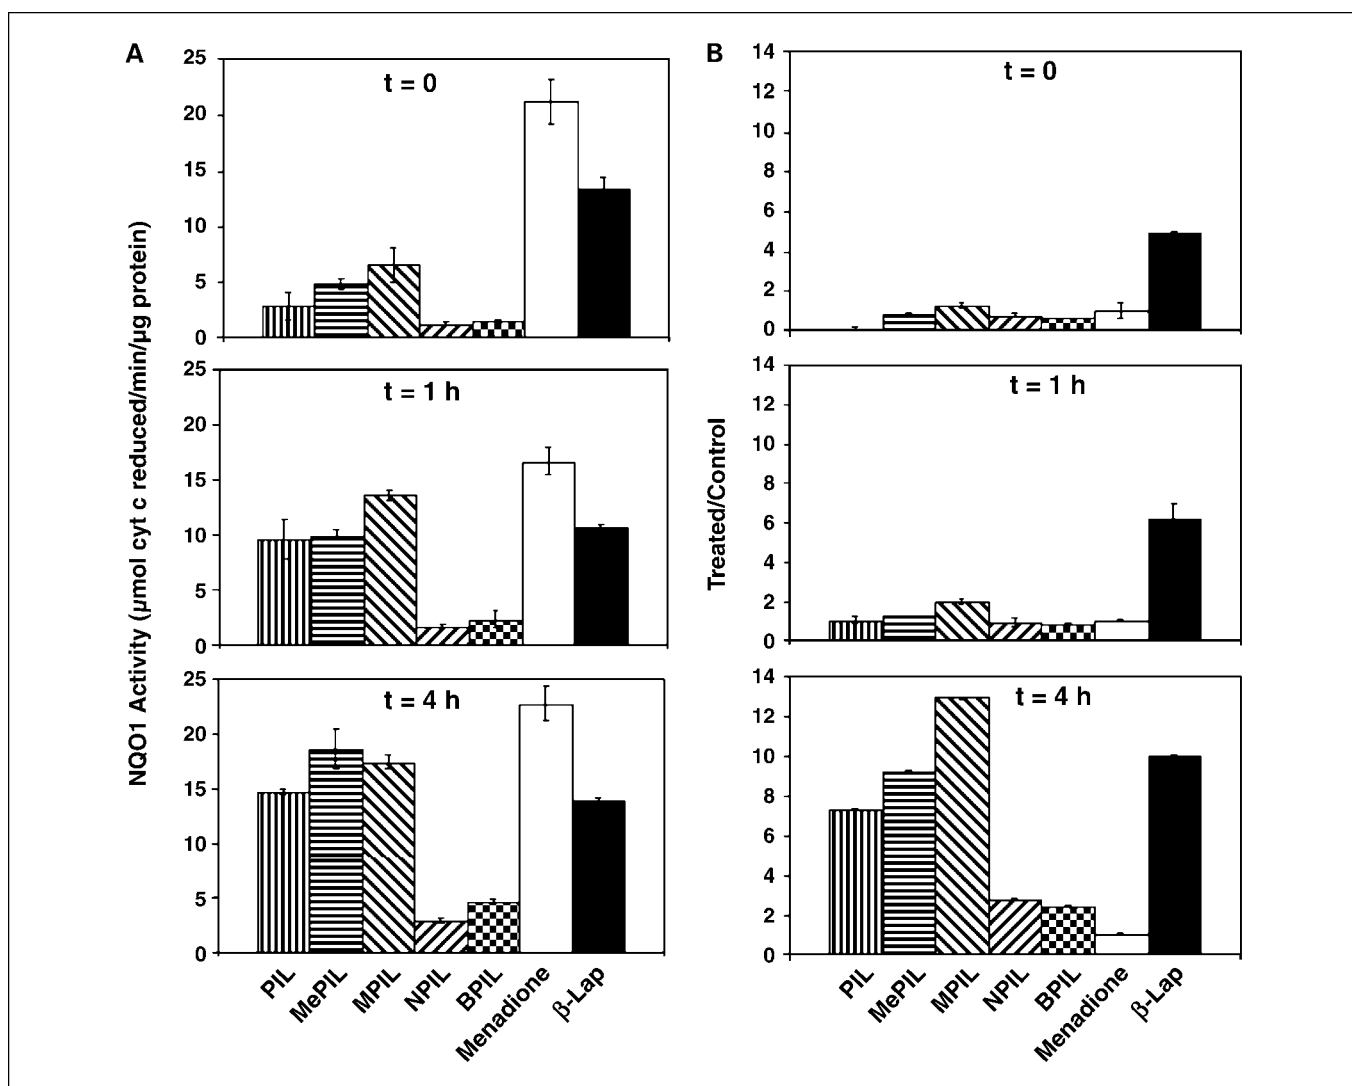 A
NQO1 Activity (µmol cyt c reduced/min/µg protein)
t = 0
25
20
15
10
5
0
t = 1 h
25
20
15
10
5
0
t = 4 h
25
20
15
10
5
0
PIL
MePIL
MPIL
NPIL
BPIL
Menadione
β-Lap
B
Treated/Control
t = 0
14
12
10
8
6
4
2
0
t = 1 h
14
12
10
8
6
4
2
0
t = 4 h
14
12
10
8
6
4
2
0
PIL
MePIL
MPIL
NPIL
BPIL
Menadione
β-Lap